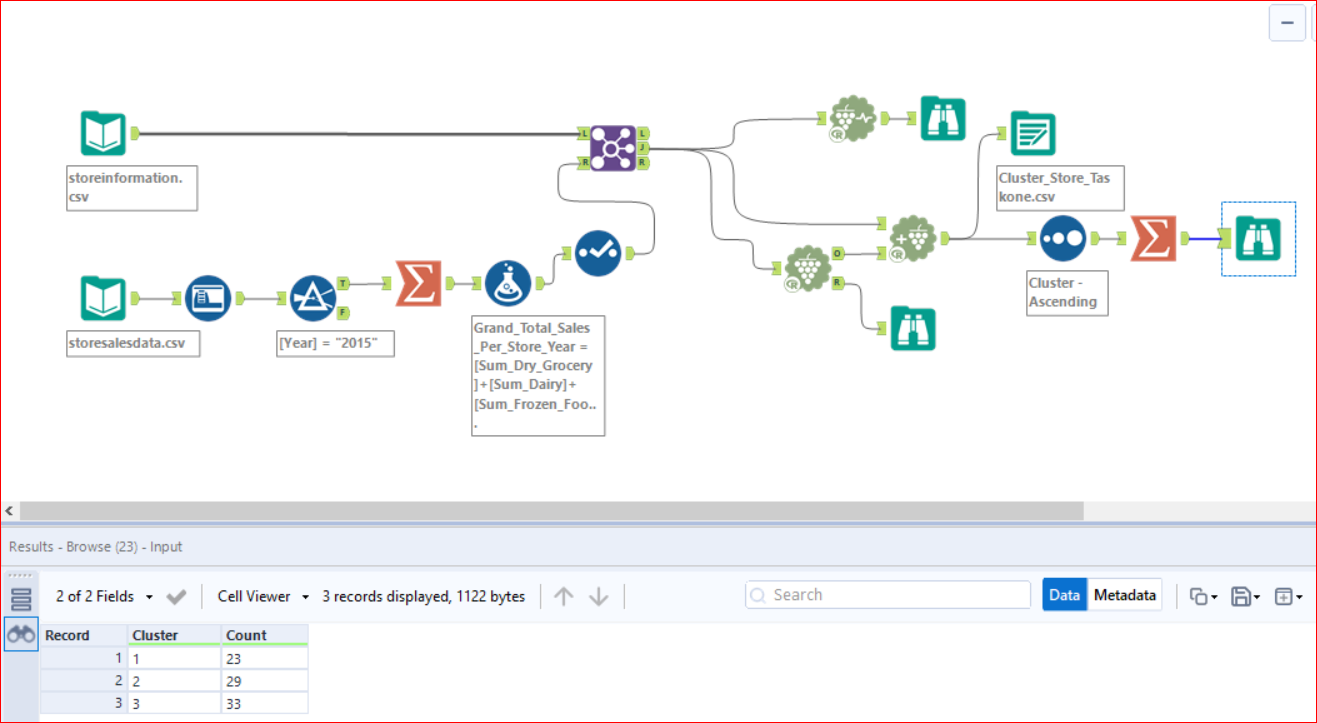 storeinformation.
csv
L
R
L
J
R
R
Cluster_Store_Tas
kone.csv
R
O
R
R
Cluster -
Ascending
T
F
storesalesdata.csv
[Year] = "2015"
Grand_Total_Sales
_Per_Store_Year =
[Sum_Dry_Grocery
]+[Sum_Dairy]+
[Sum_Frozen_Foo..
.
Results - Browse (23) - Input
2 of 2 Fields Cell Viewer 3 records displayed, 1122 bytes Search Data Metadata
Record Cluster Count
1 1 23
2 2 29
3 3 33